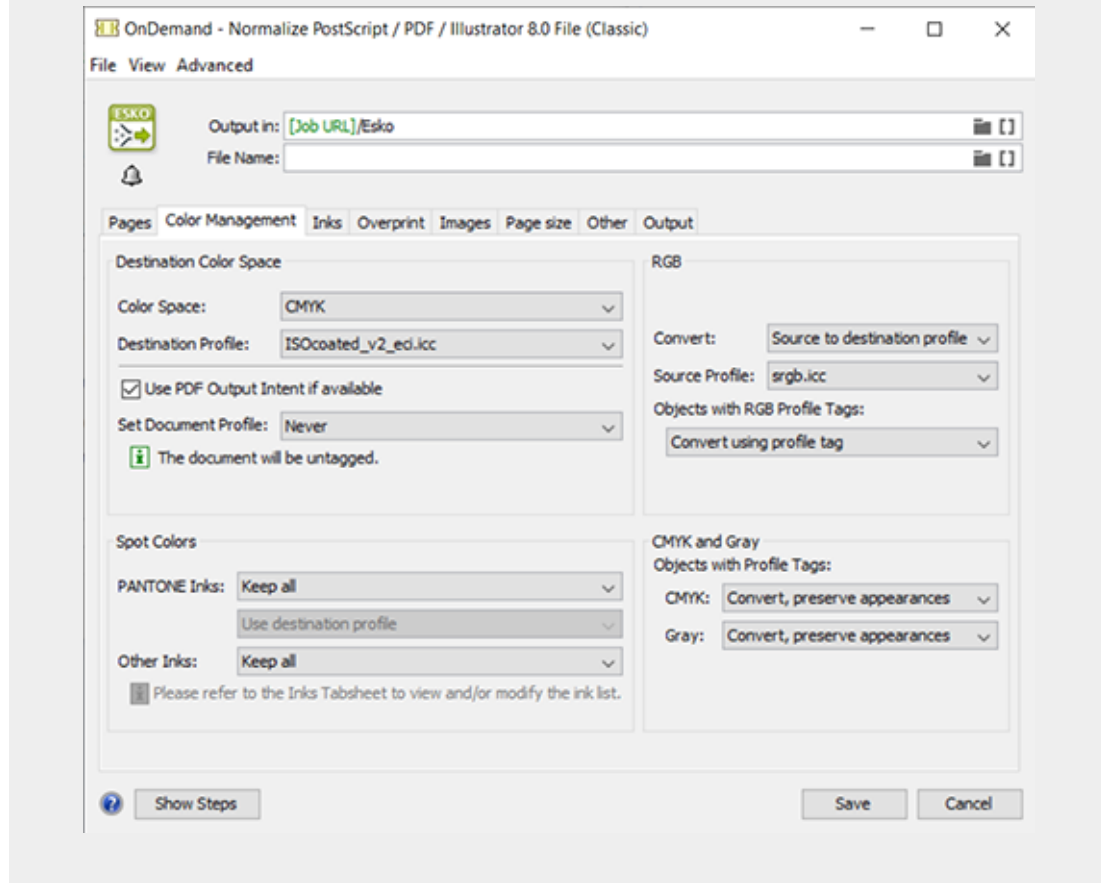 OnDemand - Normalize PostScript / PDF / Illustrator 8.0 File (Classic)
File View Advanced
ESKO
Output in: [Job URL]/Esko
File Name:
Pages Color Management Inks Overprint Images Page size Other Output
Destination Color Space
Color Space: CMYK
Destination Profile: ISOcoated_v2_eci.icc
Use PDF Output Intent if available
Set Document Profile: Never
The document will be untagged.
RGB
Convert: Source to destination profile
Source Profile: srgb.icc
Objects with RGB Profile Tags:
Convert using profile tag
Spot Colors
PANTONE Inks: Keep all
Use destination profile
Other Inks: Keep all
Please refer to the Inks Tabsheet to view and/or modify the ink list.
CMYK and Gray
Objects with Profile Tags:
CMYK: Convert, preserve appearances
Gray: Convert, preserve appearances
Show Steps Save Cancel